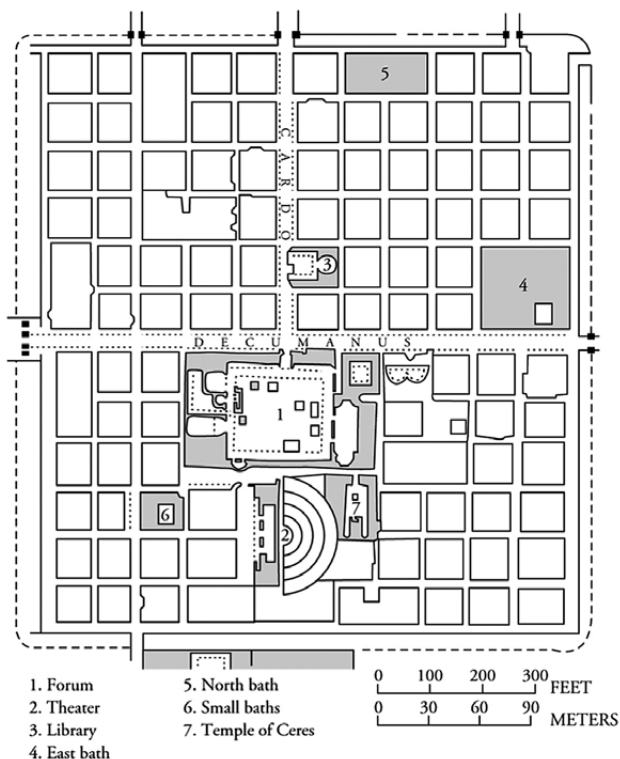 5
CARDO
3
4
DECUMANUS
1
6
2
7
1. Forum
2. Theater
3. Library
4. East bath
5. North bath
6. Small baths
7. Temple of Ceres
0 100 200 300 FEET
0 30 60 90 METERS